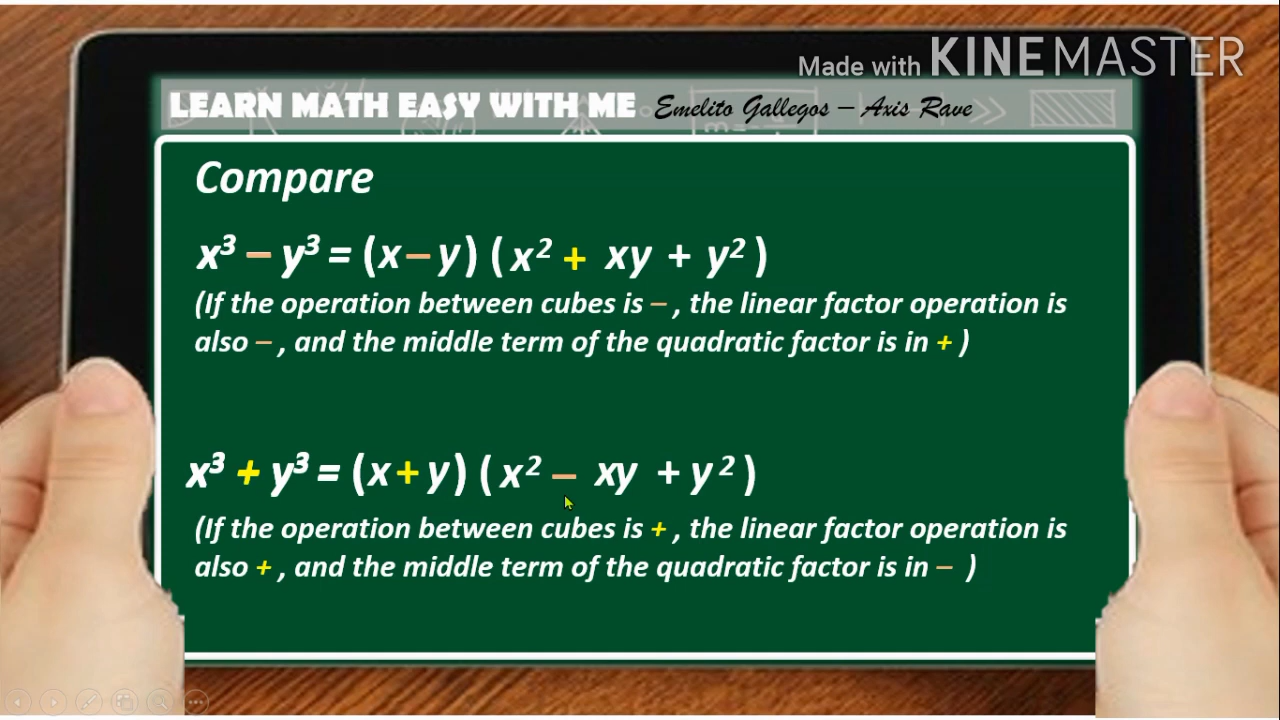 Made with KINEMASTER
LEARN MATH EASY WITH ME Emelito Gallegos – Axis Rave
Compare
x³ – y³ = (x – y) ( x² + xy + y² )
(If the operation between cubes is – , the linear factor operation is
also – , and the middle term of the quadratic factor is in + )
x³ + y³ = (x + y) ( x² – xy + y² )
(If the operation between cubes is + , the linear factor operation is
also + , and the middle term of the quadratic factor is in – )